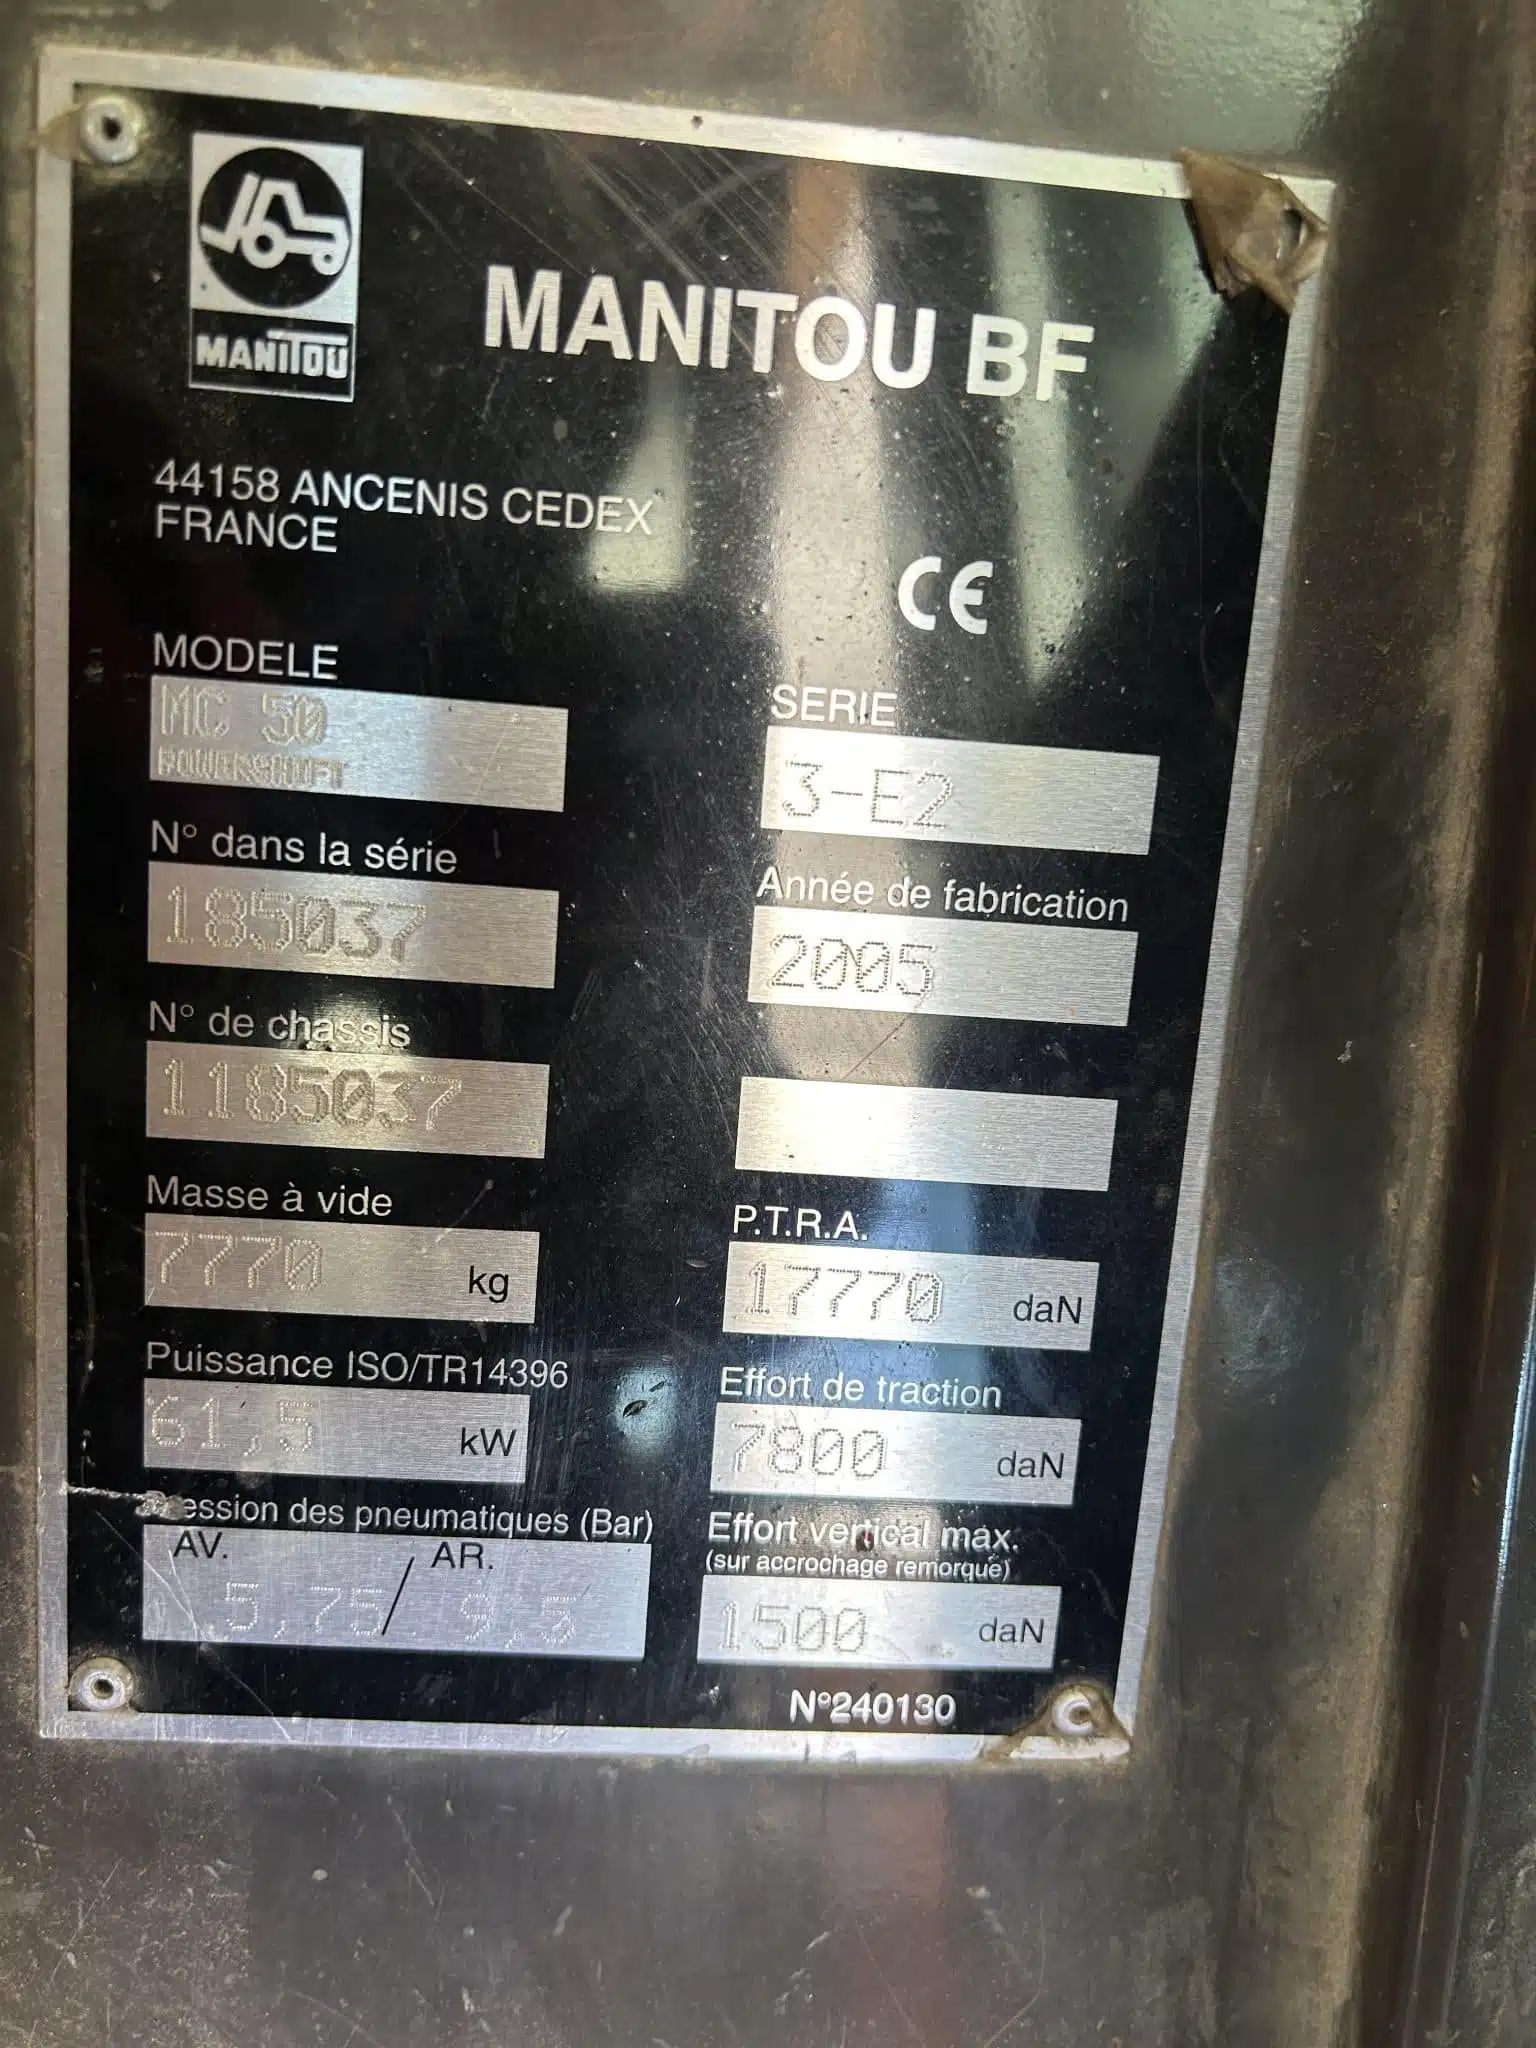 MANITOU
MANITOU BF
44158 ANCENIS CEDEX
FRANCE
CE
MODELE
MC 50
POWERSHIFT
SERIE
3-E2
N° dans la série
185037
Année de fabrication
2005
N° de chassis
1185037
Masse à vide
7770 kg
P.T.R.A.
17770 daN
Puissance ISO/TR14396
61,5 kW
Effort de traction
7800 daN
ession des pneumatiques (Bar)
AV. / AR.
5,75 9,5
Effort vertical max.
(sur accrochage remorque)
1500 daN
N°240130